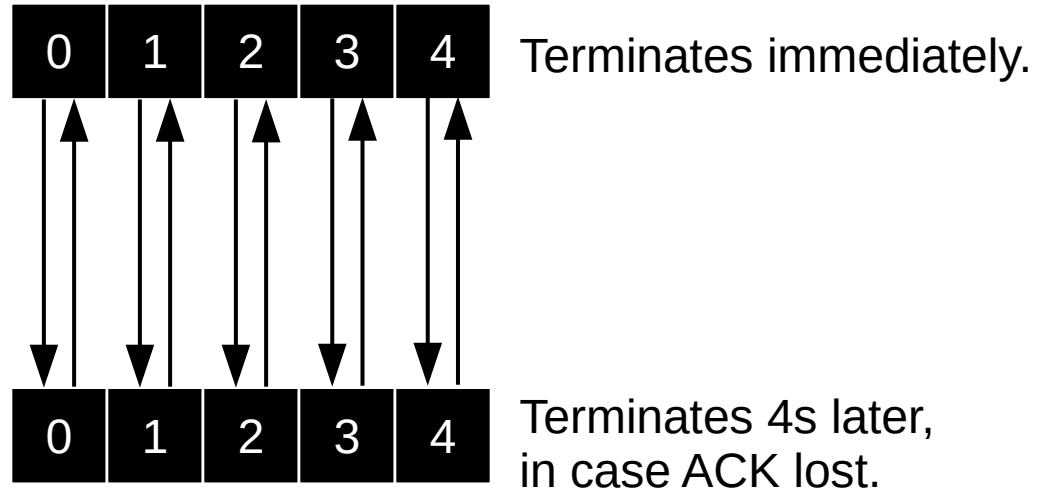 0 1 2 3 4 Terminates immediately.
0 1 2 3 4 Terminates 4s later,
in case ACK lost.